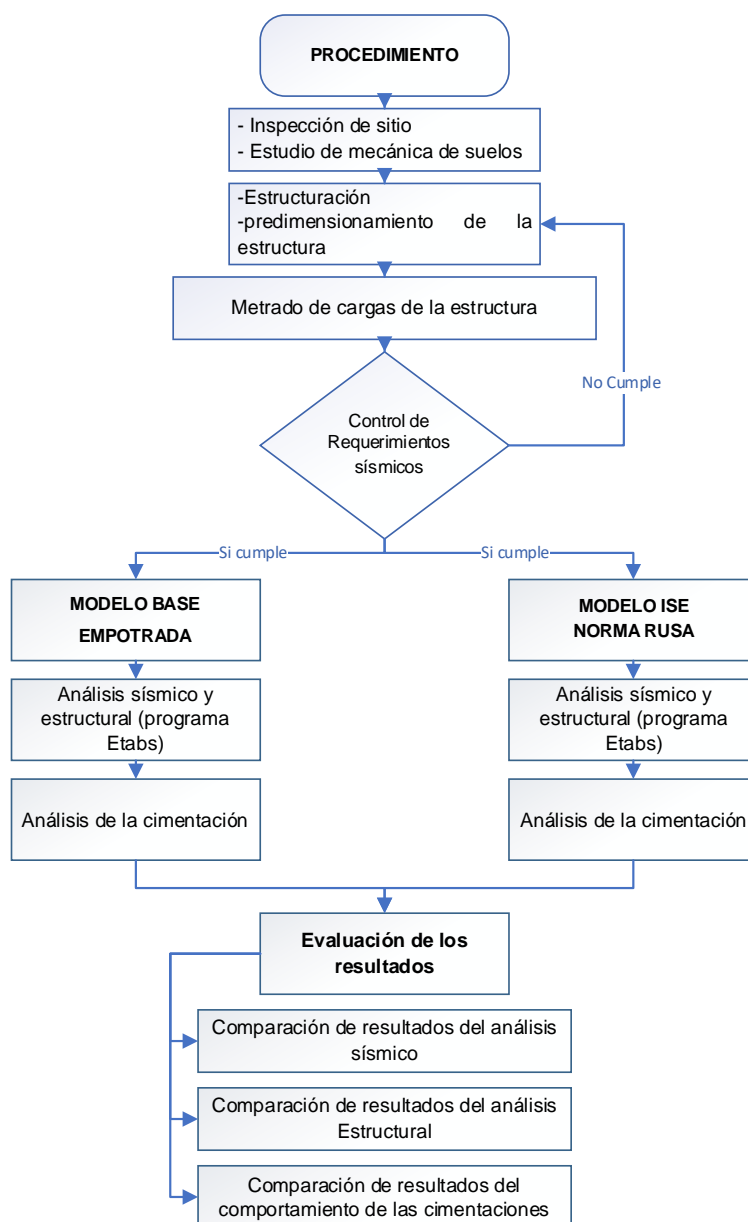 PROCEDIMIENTO
- Inspección de sitio
- Estudio de mecánica de suelos
-Estructuración
-predimensionamiento de la
estructura
Metrado de cargas de la estructura
No Cumple
Control de
Requerimientos
sísmicos
Si cumple
Si cumple
MODELO BASE
EMPOTRADA
MODELO ISE
NORMA RUSA
Análisis sísmico y
estructural (programa
Etabs)
Análisis sísmico y
estructural (programa
Etabs)
Análisis de la cimentación
Análisis de la cimentación
Evaluación de los
resultados
Comparación de resultados del análisis
sísmico
Comparación de resultados del análisis
Estructural
Comparación de resultados del
comportamiento de las cimentaciones